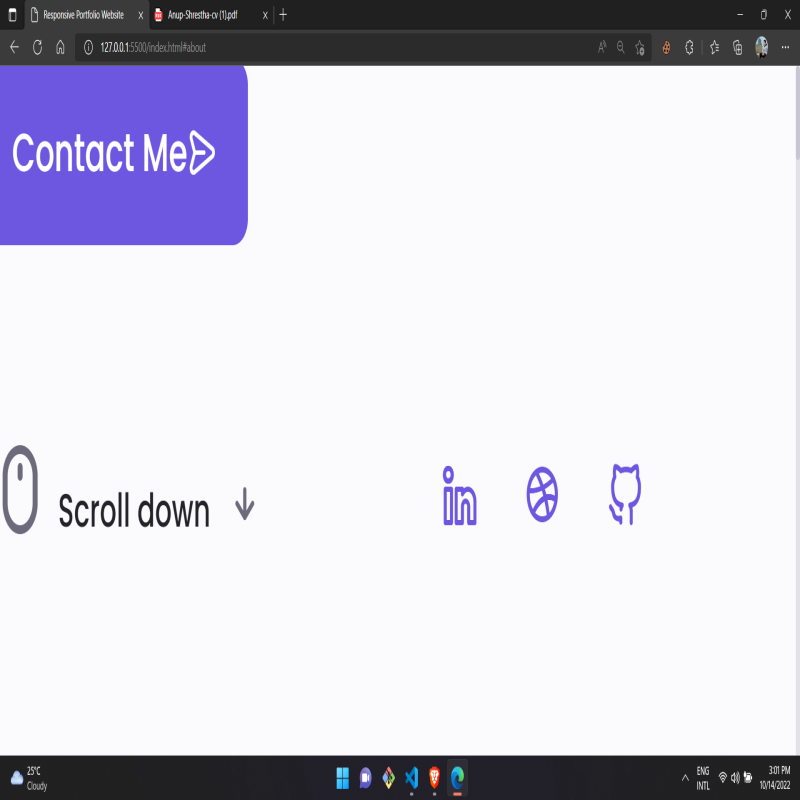 Responsive Portfolio Website
Anup-Shrestha-cv (1).pdf
127.0.0.1:5500/index.html#about
Contact Me
Scroll down
25°C
Cloudy
ENG
INTL
3:01 PM
10/14/2022